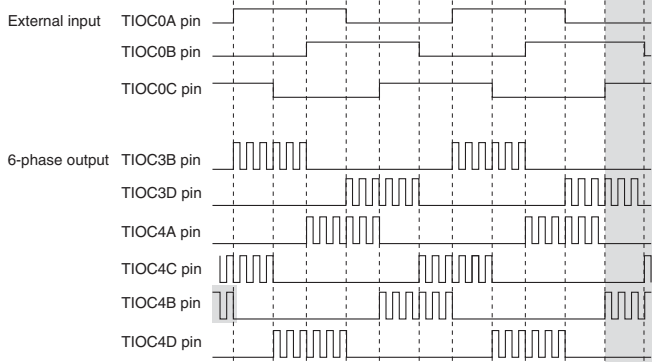 External input TIOC0A pin
TIOC0B pin
TIOC0C pin
6-phase output TIOC3B pin
TIOC3D pin
TIOC4A pin
TIOC4C pin
TIOC4B pin
TIOC4D pin